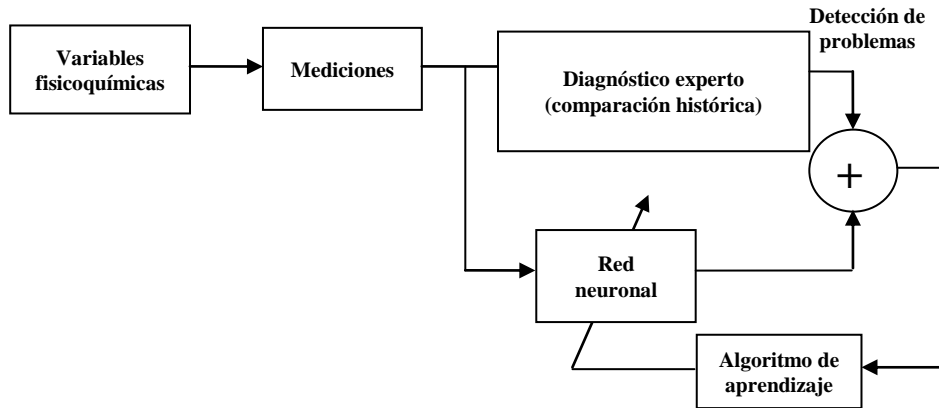 Detección de
problemas
Variables
fisicoquímicas
Mediciones
Diagnóstico experto
(comparación histórica)
+
Red
neuronal
Algoritmo de
aprendizaje